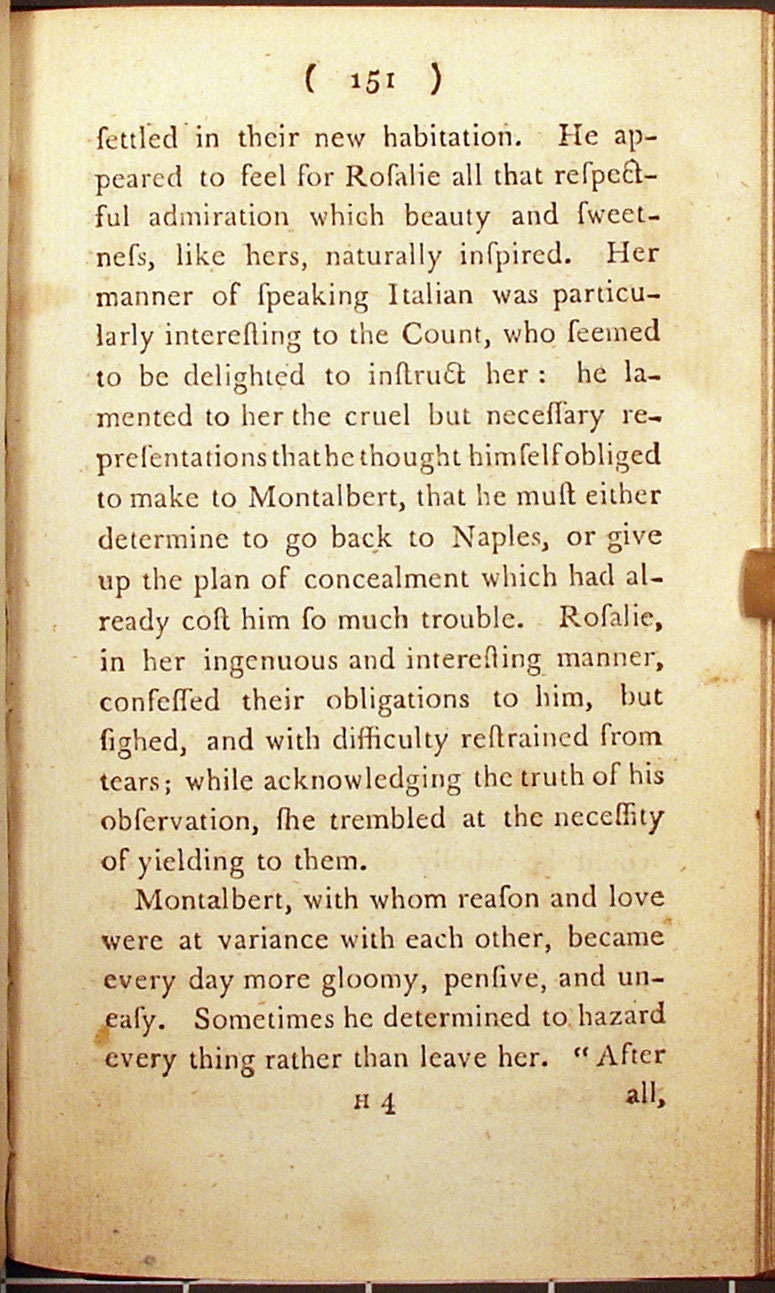 ( 151 )
ſettled in their new habitation. He ap-
peared to feel for Roſalie all that reſpect-
ful admiration which beauty and ſweet-
neſs, like hers, naturally inſpired. Her
manner of ſpeaking Italian was particu-
larly intereſting to the Count, who ſeemed
to be delighted to inſtruct her : he la-
mented to her the cruel but neceſſary re-
preſentations that he thought himſelf obliged
to make to Montalbert, that he muſt either
determine to go back to Naples, or give
up the plan of concealment which had al-
ready coſt him ſo much trouble. Roſalie,
in her ingenuous and intereſting manner,
confeſſed their obligations to him, but
ſighed, and with difficulty reſtrained from
tears; while acknowledging the truth of his
obſervation, ſhe trembled at the neceſſity
of yielding to them.
Montalbert, with whom reaſon and love
were at variance with each other, became
every day more gloomy, penſive, and un-
eaſy. Sometimes he determined to hazard
every thing rather than leave her. “ After
H 4 all,